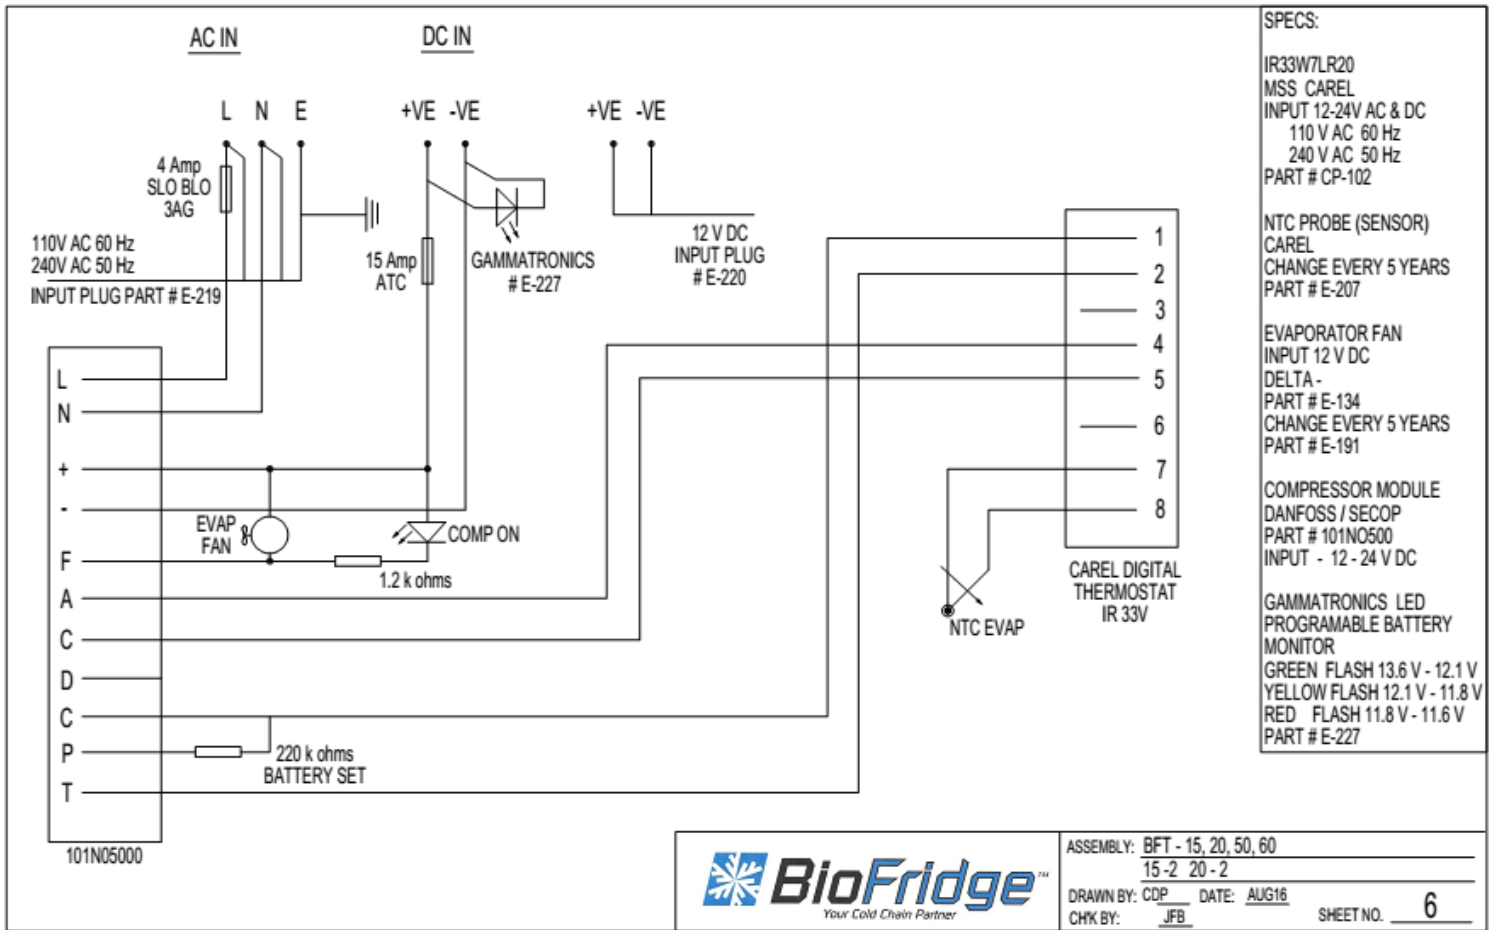 AC IN
DC IN
L N E
+VE -VE
+VE -VE
4 Amp
SLO BLO
3AG
110V AC 60 Hz
240V AC 50 Hz
INPUT PLUG PART # E-219
15 Amp
ATC
GAMMATRONICS
# E-227
12 V DC
INPUT PLUG
# E-220
L
N
+
-
F
A
C
D
C
P
T
101N05000
EVAP
FAN
COMP ON
1.2 k ohms
220 k ohms
BATTERY SET
1
2
3
4
5
6
7
8
CAREL DIGITAL
THERMOSTAT
IR 33V
NTC EVAP
SPECS:
IR33W7LR20
MSS CAREL
INPUT 12-24V AC & DC
110 V AC 60 Hz
240 V AC 50 Hz
PART # CP-102
NTC PROBE (SENSOR)
CAREL
CHANGE EVERY 5 YEARS
PART # E-207
EVAPORATOR FAN
INPUT 12 V DC
DELTA -
PART # E-134
CHANGE EVERY 5 YEARS
PART # E-191
COMPRESSOR MODULE
DANFOSS / SECOP
PART # 101NO500
INPUT - 12 - 24 V DC
GAMMATRONICS LED
PROGRAMABLE BATTERY
MONITOR
GREEN FLASH 13.6 V - 12.1 V
YELLOW FLASH 12.1 V - 11.8 V
RED FLASH 11.8 V - 11.6 V
PART # E-227
BioFridge™
Your Cold Chain Partner
ASSEMBLY: BFT - 15, 20, 50, 60
15 -2 20 - 2
DRAWN BY: CDP DATE: AUG16
CH'K BY: JFB SHEET NO. 6